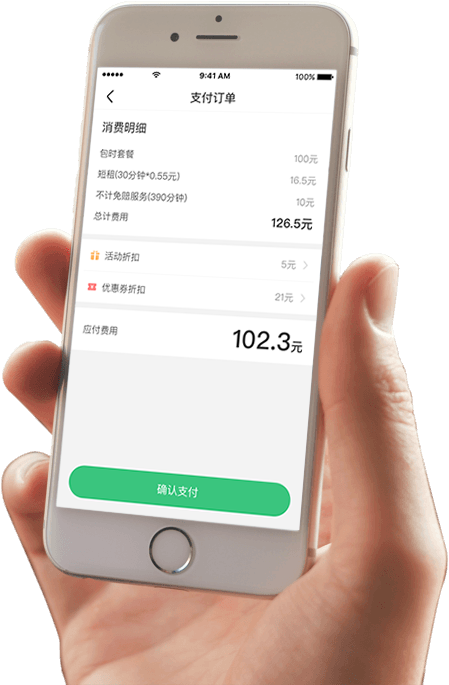 9:41 AM 100%
支付订单
消费明细
包时套餐 100元
短租(30分钟*0.55元) 16.5元
不计免赔服务(390分钟) 10元
总计费用 126.5元
活动折扣 5元
优惠券折扣 21元
应付费用 102.3元
确认支付